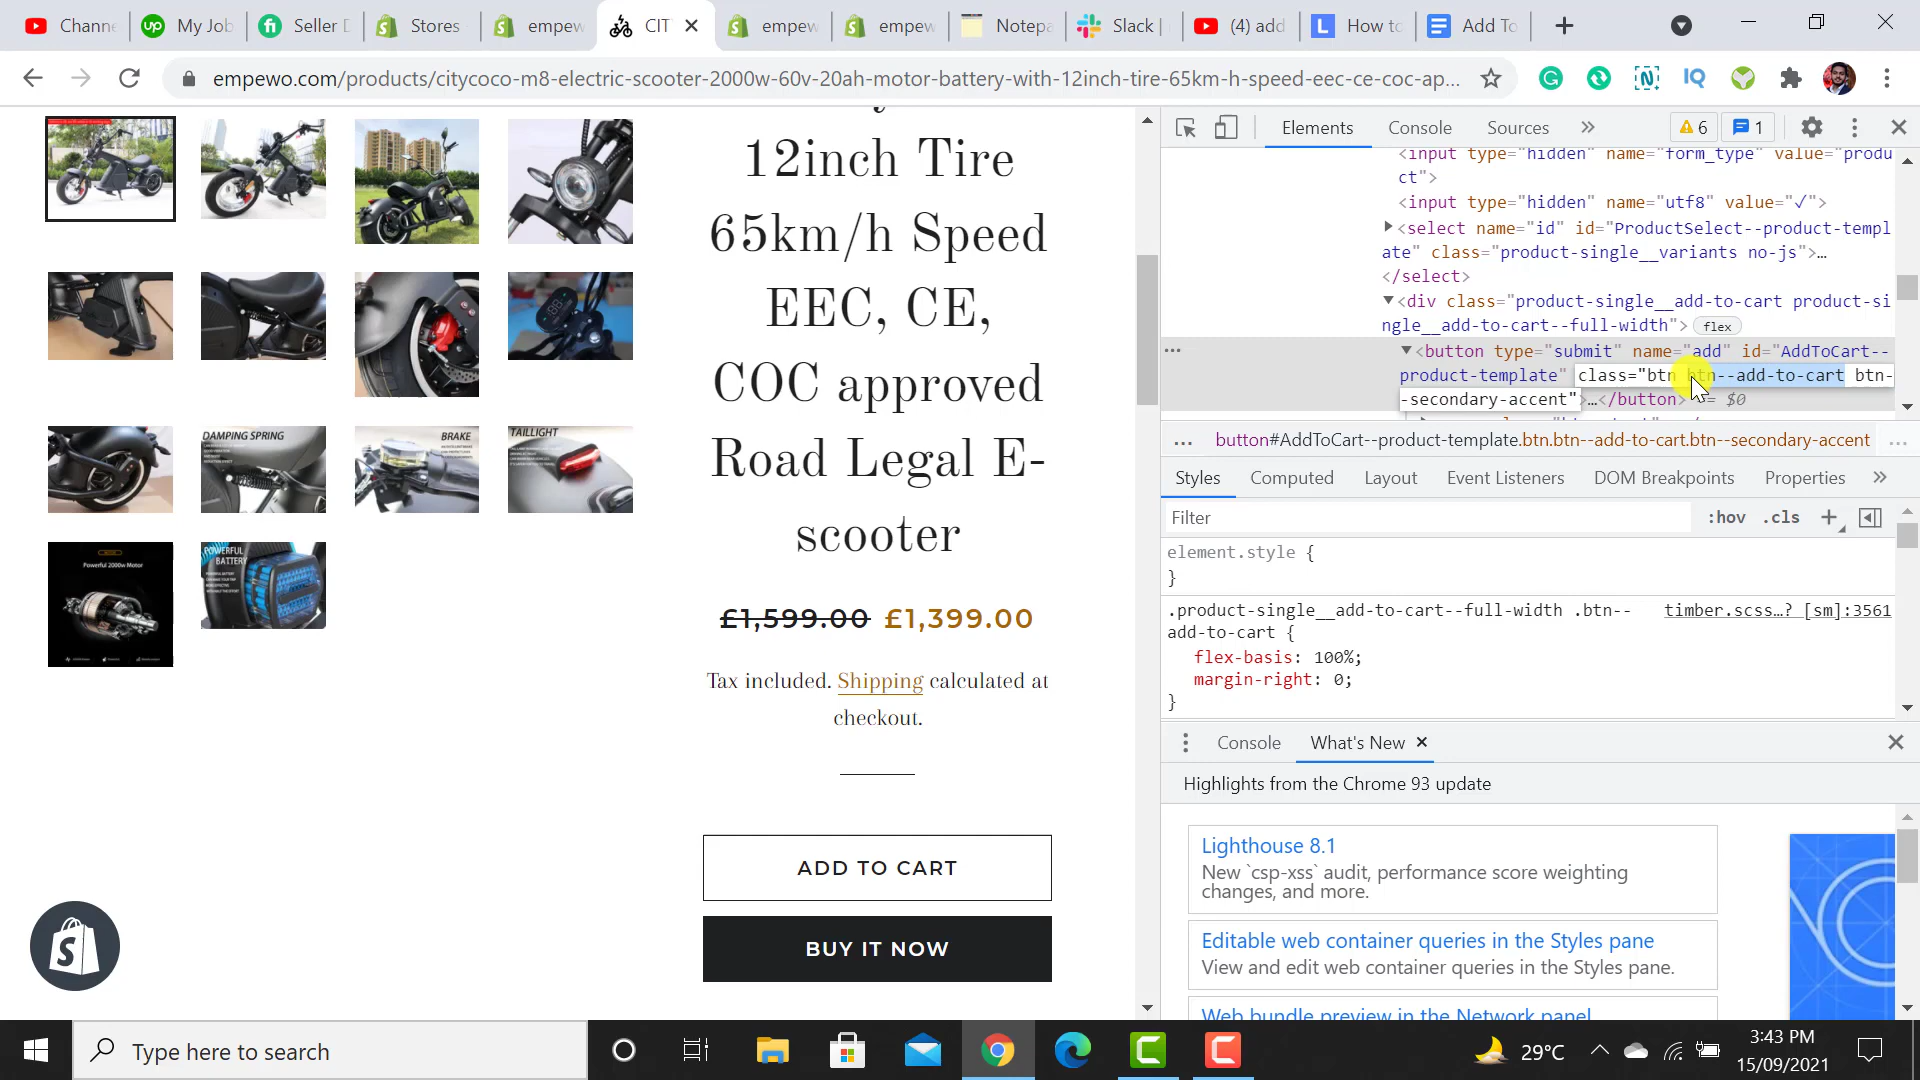 Channe
My Job
Seller D
Stores
empew
CIT
empew
empew
Notepa
Slack |
(4) add
How to
Add To
empewo.com/products/citycoco-m8-electric-scooter-2000w-60v-20ah-motor-battery-with-12inch-tire-65km-h-speed-eec-ce-coc-ap...
12inch Tire
65km/h Speed
EEC, CE,
COC approved
Road Legal E-
scooter
£1,599.00 £1,399.00
Tax included. Shipping calculated at
checkout.
ADD TO CART
BUY IT NOW
DAMPING SPRING
BRAKE
TAILLIGHT
Powerful 2000w Motor
POWERFUL
BATTERY
Elements Console Sources 6 1
<input type="hidden" name="form_type" value="produ
ct">
<input type="hidden" name="utf8" value="✓">
<select name="id" id="ProductSelect--product-templ
ate" class="product-single__variants no-js">…
</select>
<div class="product-single__add-to-cart product-si
ngle__add-to-cart--full-width"> flex
<button type="submit" name="add" id="AddToCart--
product-template" class="btn btn--add-to-cart btn-
-secondary-accent">…</button> == $0
... button#AddToCart--product-template.btn.btn--add-to-cart.btn--secondary-accent ...
Styles Computed Layout Event Listeners DOM Breakpoints Properties
Filter :hov .cls
element.style {
}
.product-single__add-to-cart--full-width .btn-- timber.scss…? [sm]:3561
add-to-cart {
flex-basis: 100%;
margin-right: 0;
}
Console What's New
Highlights from the Chrome 93 update
Lighthouse 8.1
New `csp-xss` audit, performance score weighting
changes, and more.
Editable web container queries in the Styles pane
View and edit web container queries in the Styles pane.
Web bundle preview in the Network panel
Type here to search
29°C
3:43 PM
15/09/2021